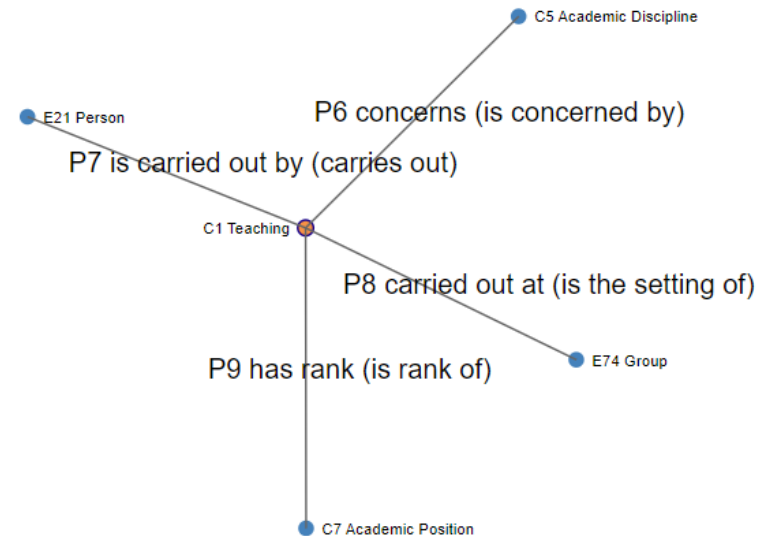 C5 Academic Discipline
P6 concerns (is concerned by)
E21 Person
P7 is carried out by (carries out)
C1 Teaching
P8 carried out at (is the setting of)
E74 Group
P9 has rank (is rank of)
C7 Academic Position